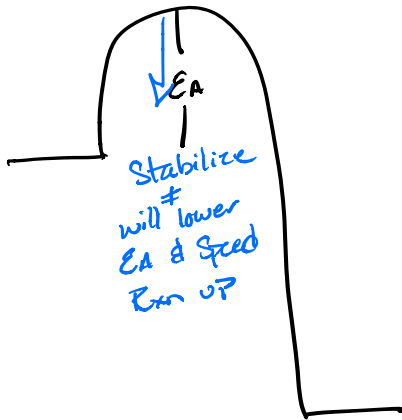 EA
Stabilize
‡
will lower
EA & Speed
Rxn up